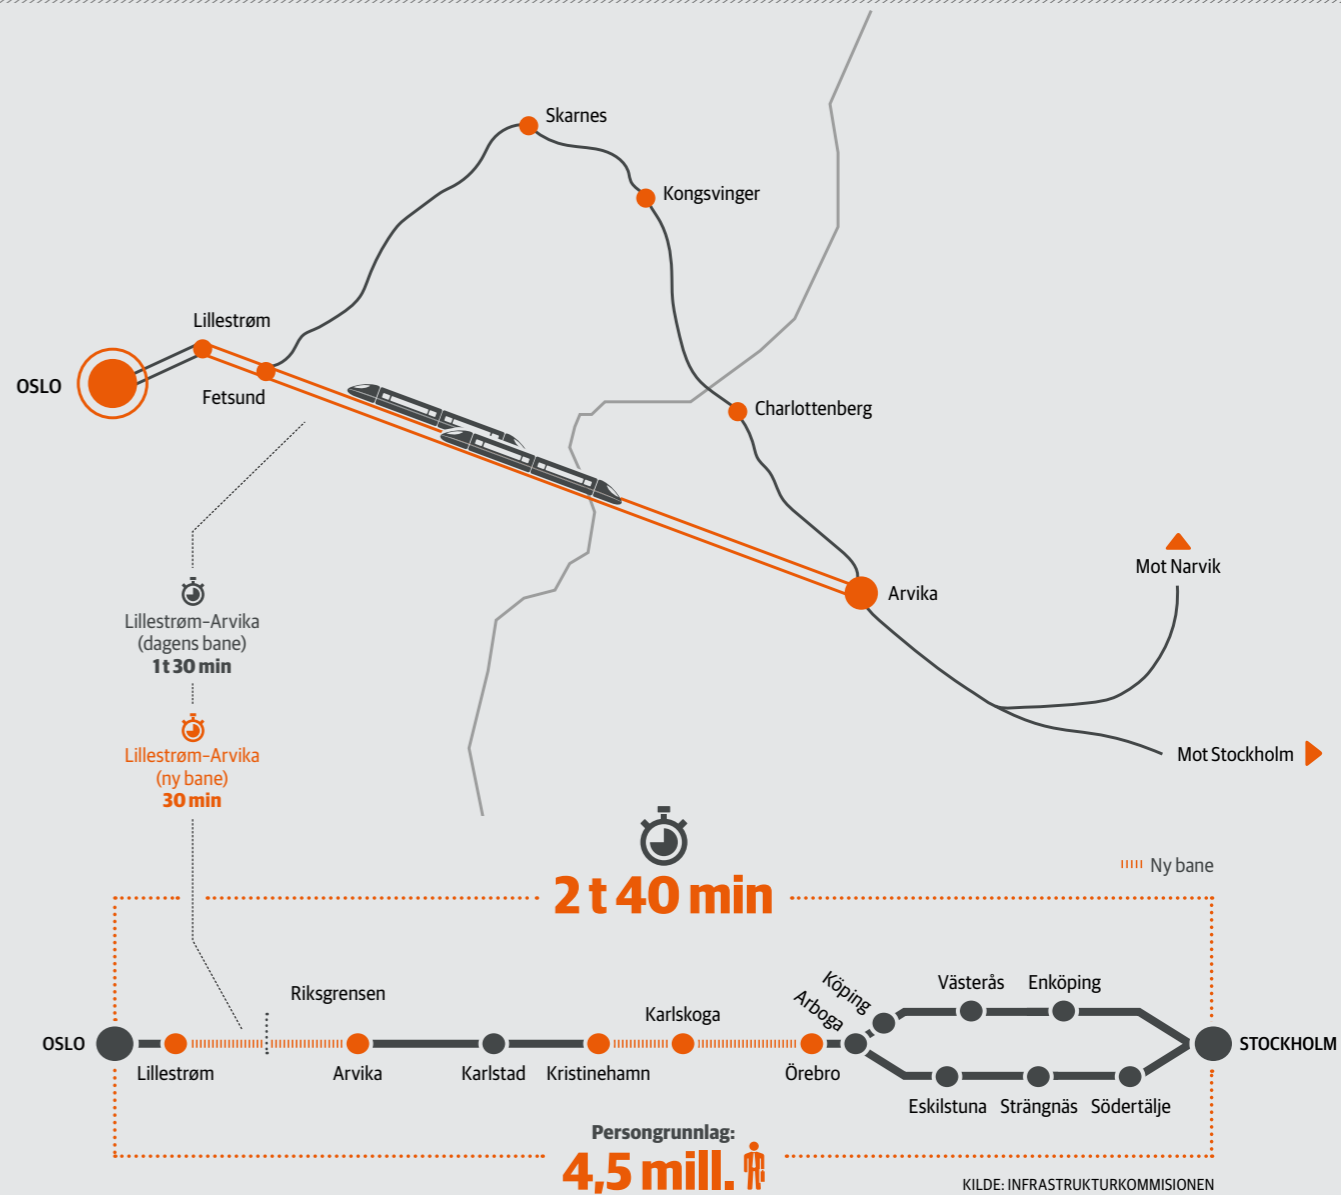 Skarnes
Kongsvinger
Lillestrøm
OSLO
Fetsund
Charlottenberg
Mot Narvik
Arvika
Lillestrøm–Arvika
(dagens bane)
1 t 30 min
Mot Stockholm
Lillestrøm–Arvika
(ny bane)
30 min
Ny bane
2 t 40 min
Riksgrensen
Karlskoga
Köping
Arboga
Västerås
Enköping
OSLO
STOCKHOLM
Lillestrøm
Arvika
Karlstad
Kristinehamn
Örebro
Eskilstuna
Strängnäs
Södertälje
Persongrunnlag:
4,5 mill.
KILDE: INFRASTRUKTURKOMMISIONEN